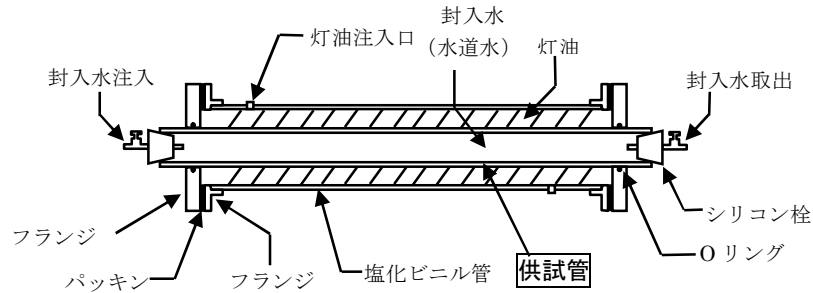 封入水
（水道水）
灯油注入口
灯油
封入水注入
封入水取出
シリコン栓
フランジ
Oリング
パッキン
フランジ
塩化ビニル管
供試管